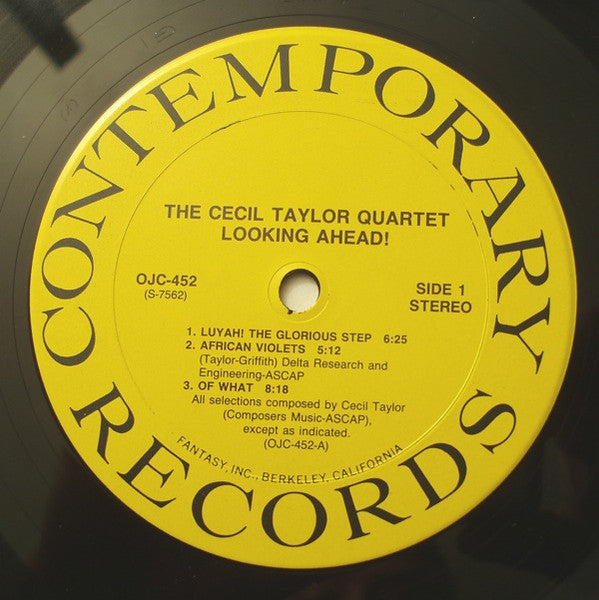 CONTEMPORARY RECORDS
THE CECIL TAYLOR QUARTET
LOOKING AHEAD!
OJC-452
(S-7562)
SIDE 1
STEREO
1. LUYAH! THE GLORIOUS STEP 6:25
2. AFRICAN VIOLETS 5:12
(Taylor-Griffith) Delta Research and
Engineering-ASCAP
3. OF WHAT 8:18
All selections composed by Cecil Taylor
(Composers Music-ASCAP),
except as indicated.
(OJC-452-A)
FANTASY, INC., BERKELEY, CALIFORNIA